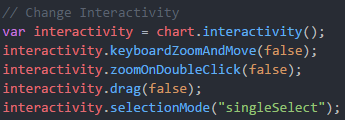 // Change Interactivity
var interactivity = chart.interactivity();
interactivity.keyboardZoomAndMove(false);
interactivity.zoomOnDoubleClick(false);
interactivity.drag(false);
interactivity.selectionMode("singleSelect");